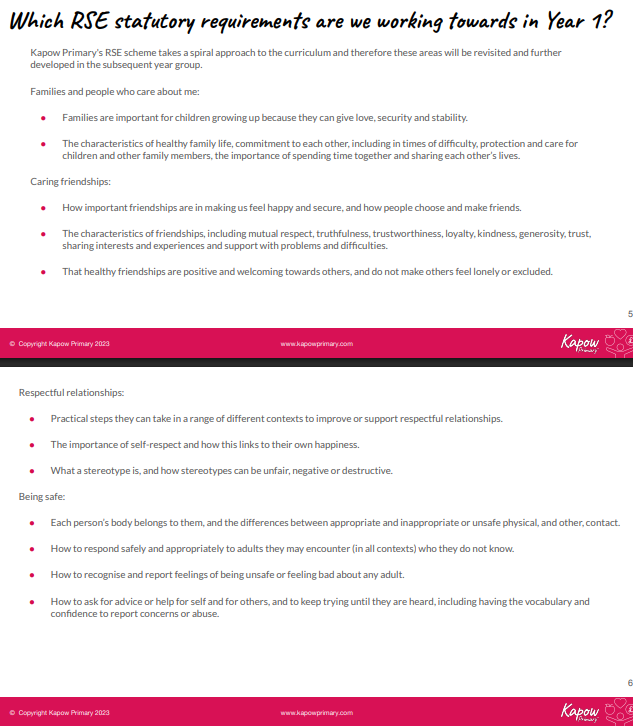 Which RSE statutory requirements are we working towards in Year 1?
Kapow Primary's RSE scheme takes a spiral approach to the curriculum and therefore these areas will be revisited and further
developed in the subsequent year group.
Families and people who care about me:
● Families are important for children growing up because they can give love, security and stability.
● The characteristics of healthy family life, commitment to each other, including in times of difficulty, protection and care for
children and other family members, the importance of spending time together and sharing each other's lives.
Caring friendships:
● How important friendships are in making us feel happy and secure, and how people choose and make friends.
● The characteristics of friendships, including mutual respect, truthfulness, trustworthiness, loyalty, kindness, generosity, trust,
sharing interests and experiences and support with problems and difficulties.
● That healthy friendships are positive and welcoming towards others, and do not make others feel lonely or excluded.
5
© Copyright Kapow Primary 2023
www.kapowprimary.com
Kapow
Primary
Respectful relationships:
● Practical steps they can take in a range of different contexts to improve or support respectful relationships.
● The importance of self-respect and how this links to their own happiness.
● What a stereotype is, and how stereotypes can be unfair, negative or destructive.
Being safe:
● Each person's body belongs to them, and the differences between appropriate and inappropriate or unsafe physical, and other, contact.
● How to respond safely and appropriately to adults they may encounter (in all contexts) who they do not know.
● How to recognise and report feelings of being unsafe or feeling bad about any adult.
● How to ask for advice or help for self and for others, and to keep trying until they are heard, including having the vocabulary and
confidence to report concerns or abuse.
6
© Copyright Kapow Primary 2023
www.kapowprimary.com
Kapow
Primary